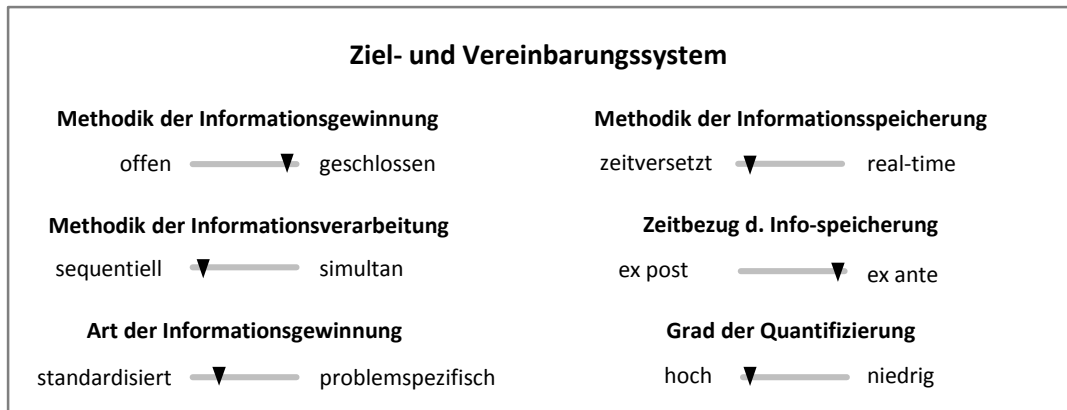 Ziel- und Vereinbarungssystem
Methodik der Informationsgewinnung
offen geschlossen
Methodik der Informationsspeicherung
zeitversetzt real-time
Methodik der Informationsverarbeitung
sequentiell simultan
Zeitbezug d. Info-speicherung
ex post ex ante
Art der Informationsgewinnung
standardisiert problemspezifisch
Grad der Quantifizierung
hoch niedrig